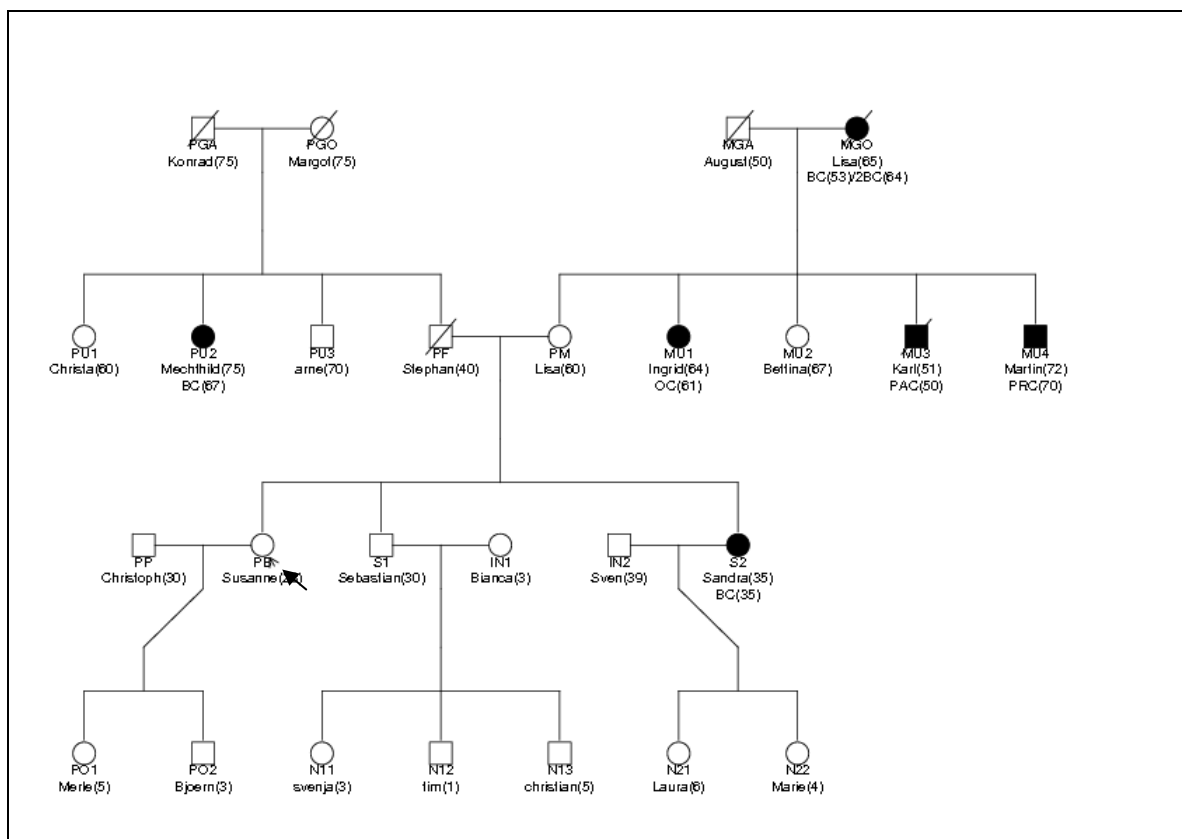 PGA
Konrad(75)
PGO
Margot(75)
MGA
August(50)
MGO
Lisa(65)
BC(53)/2BC(64)
PU1
Christa(60)
PU2
Mechthild(75)
BC(67)
PU3
arne(70)
PF
Stephan(40)
PM
Lisa(60)
MU1
Ingrid(64)
OC(61)
MU2
Bettina(67)
MU3
Karl(51)
PAC(50)
MU4
Martin(72)
PRC(70)
PP
Christoph(30)
PB
S1
Sebastian(30)
IN1
Bianca(3)
IN2
Sven(39)
S2
Sandra(35)
BC(35)
PO1
Merle(5)
PO2
Bjoern(3)
N11
svenja(3)
N12
tim(1)
N13
christian(5)
N21
Laura(6)
N22
Marie(4)